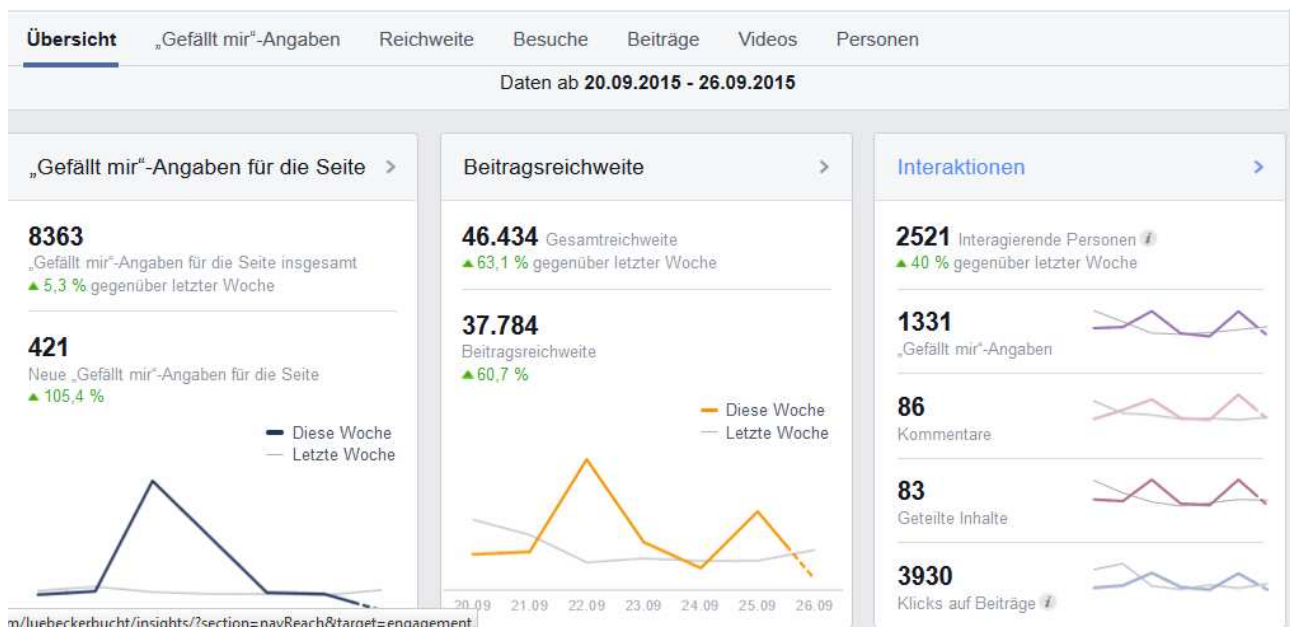 Übersicht „Gefällt mir“-Angaben Reichweite Besuche Beiträge Videos Personen
Daten ab 20.09.2015 - 26.09.2015
„Gefällt mir“-Angaben für die Seite >
8363
„Gefällt mir“-Angaben für die Seite insgesamt
▲ 5,3 % gegenüber letzter Woche
421
Neue „Gefällt mir“-Angaben für die Seite
▲ 105,4 %
Diese Woche
Letzte Woche
Beitragsreichweite >
46.434 Gesamtreichweite
▲ 63,1 % gegenüber letzter Woche
37.784
Beitragsreichweite
▲ 60,7 %
Diese Woche
Letzte Woche
20.09 21.09 22.09 23.09 24.09 25.09 26.09
Interaktionen >
2521 Interagierende Personen i
▲ 40 % gegenüber letzter Woche
1331
„Gefällt mir“-Angaben
86
Kommentare
83
Geteilte Inhalte
3930
Klicks auf Beiträge i
m/luebeckerbucht/insights/?section=navReach&target=engagement